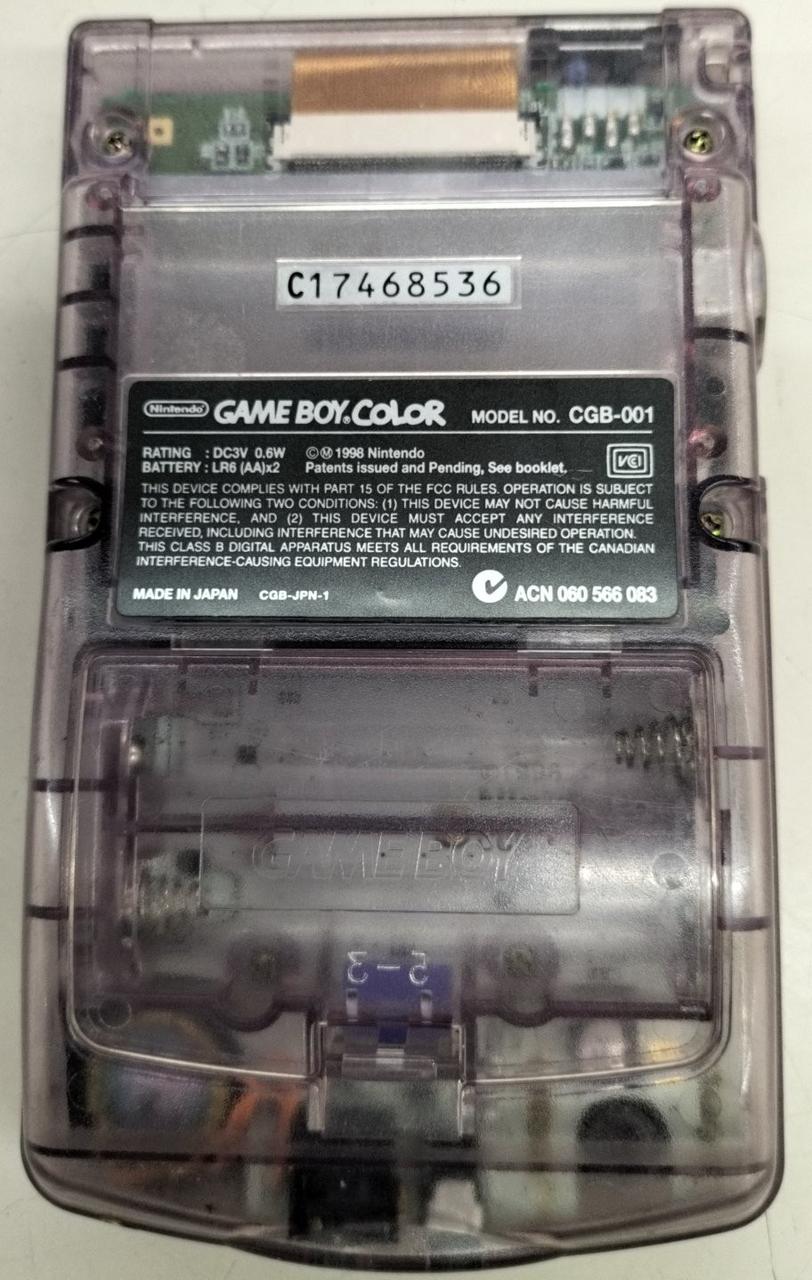 C17468536
Nintendo GAME BOY COLOR MODEL NO. CGB-001
RATING : DC3V 0.6W ©Ⓜ 1998 Nintendo
BATTERY : LR6 (AA)x2 Patents issued and Pending, See booklet.
VCI
THIS DEVICE COMPLIES WITH PART 15 OF THE FCC RULES. OPERATION IS SUBJECT
TO THE FOLLOWING TWO CONDITIONS: (1) THIS DEVICE MAY NOT CAUSE HARMFUL
INTERFERENCE, AND (2) THIS DEVICE MUST ACCEPT ANY INTERFERENCE
RECEIVED, INCLUDING INTERFERENCE THAT MAY CAUSE UNDESIRED OPERATION.
THIS CLASS B DIGITAL APPARATUS MEETS ALL REQUIREMENTS OF THE CANADIAN
INTERFERENCE-CAUSING EQUIPMENT REGULATIONS.
MADE IN JAPAN CGB-JPN-1 ACN 060 566 083
GAME BOY
5-3